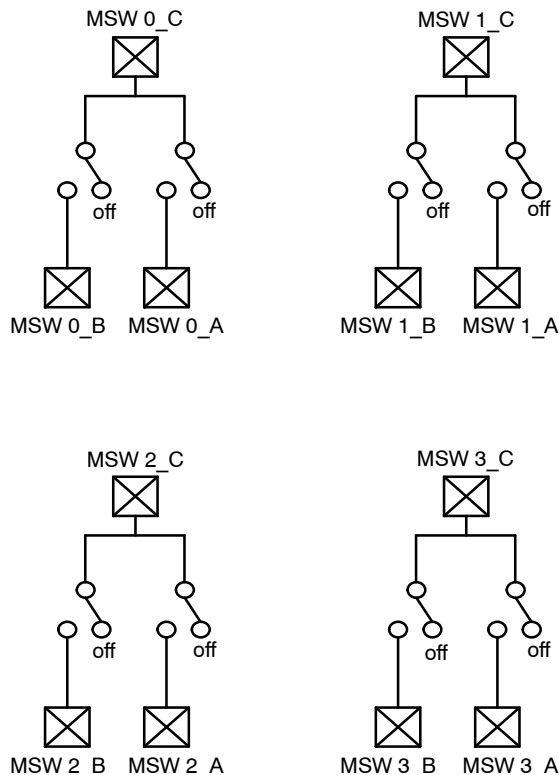 MSW 0_C
MSW 1_C
off
off
off
off
MSW 0_B
MSW 0_A
MSW 1_B
MSW 1_A
MSW 2_C
MSW 3_C
off
off
off
off
MSW 2_B
MSW 2_A
MSW 3_B
MSW 3_A